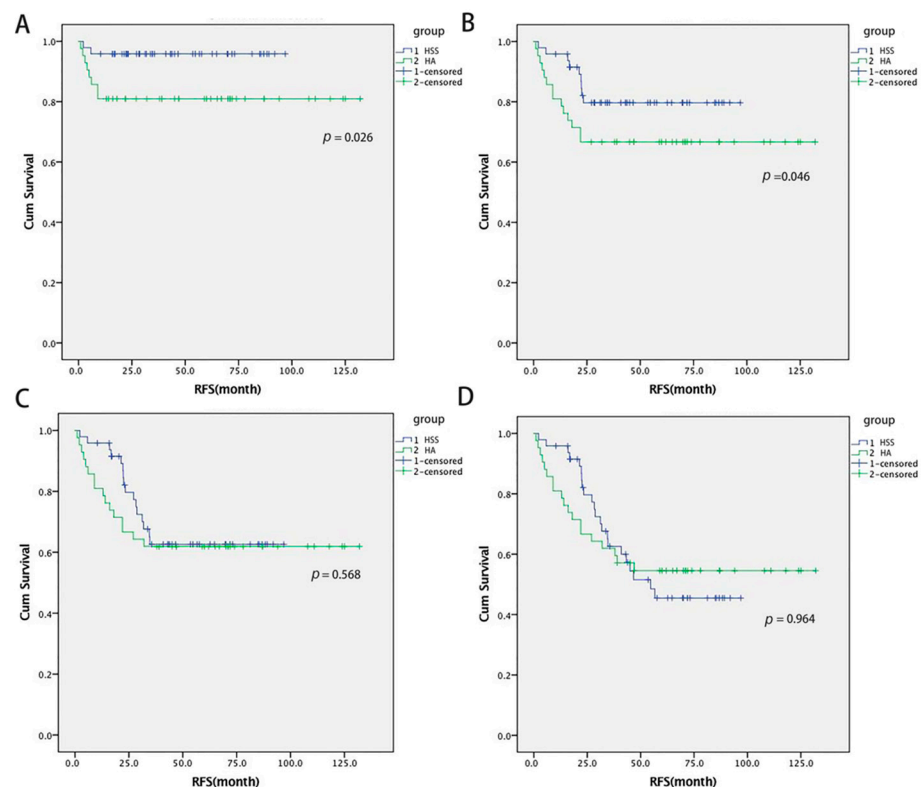 A
group
1 HSS
2 HA
1-censored
2-censored
1.0
0.8
0.6
0.4
0.2
0.0
Cum Survival
p = 0.026
0.0 25.0 50.0 75.0 100.0 125.0
RFS(month)
B
group
1 HSS
2 HA
1-censored
2-censored
1.0
0.8
0.6
0.4
0.2
0.0
Cum Survival
p =0.046
0.0 25.0 50.0 75.0 100.0 125.0
RFS(month)
C
group
1 HSS
2 HA
1-censored
2-censored
1.0
0.8
0.6
0.4
0.2
0.0
Cum Survival
p = 0.568
0.0 25.0 50.0 75.0 100.0 125.0
RFS(month)
D
group
1 HSS
2 HA
1-censored
2-censored
1.0
0.8
0.6
0.4
0.2
0.0
Cum Survival
p = 0.964
0.0 25.0 50.0 75.0 100.0 125.0
RFS(month)